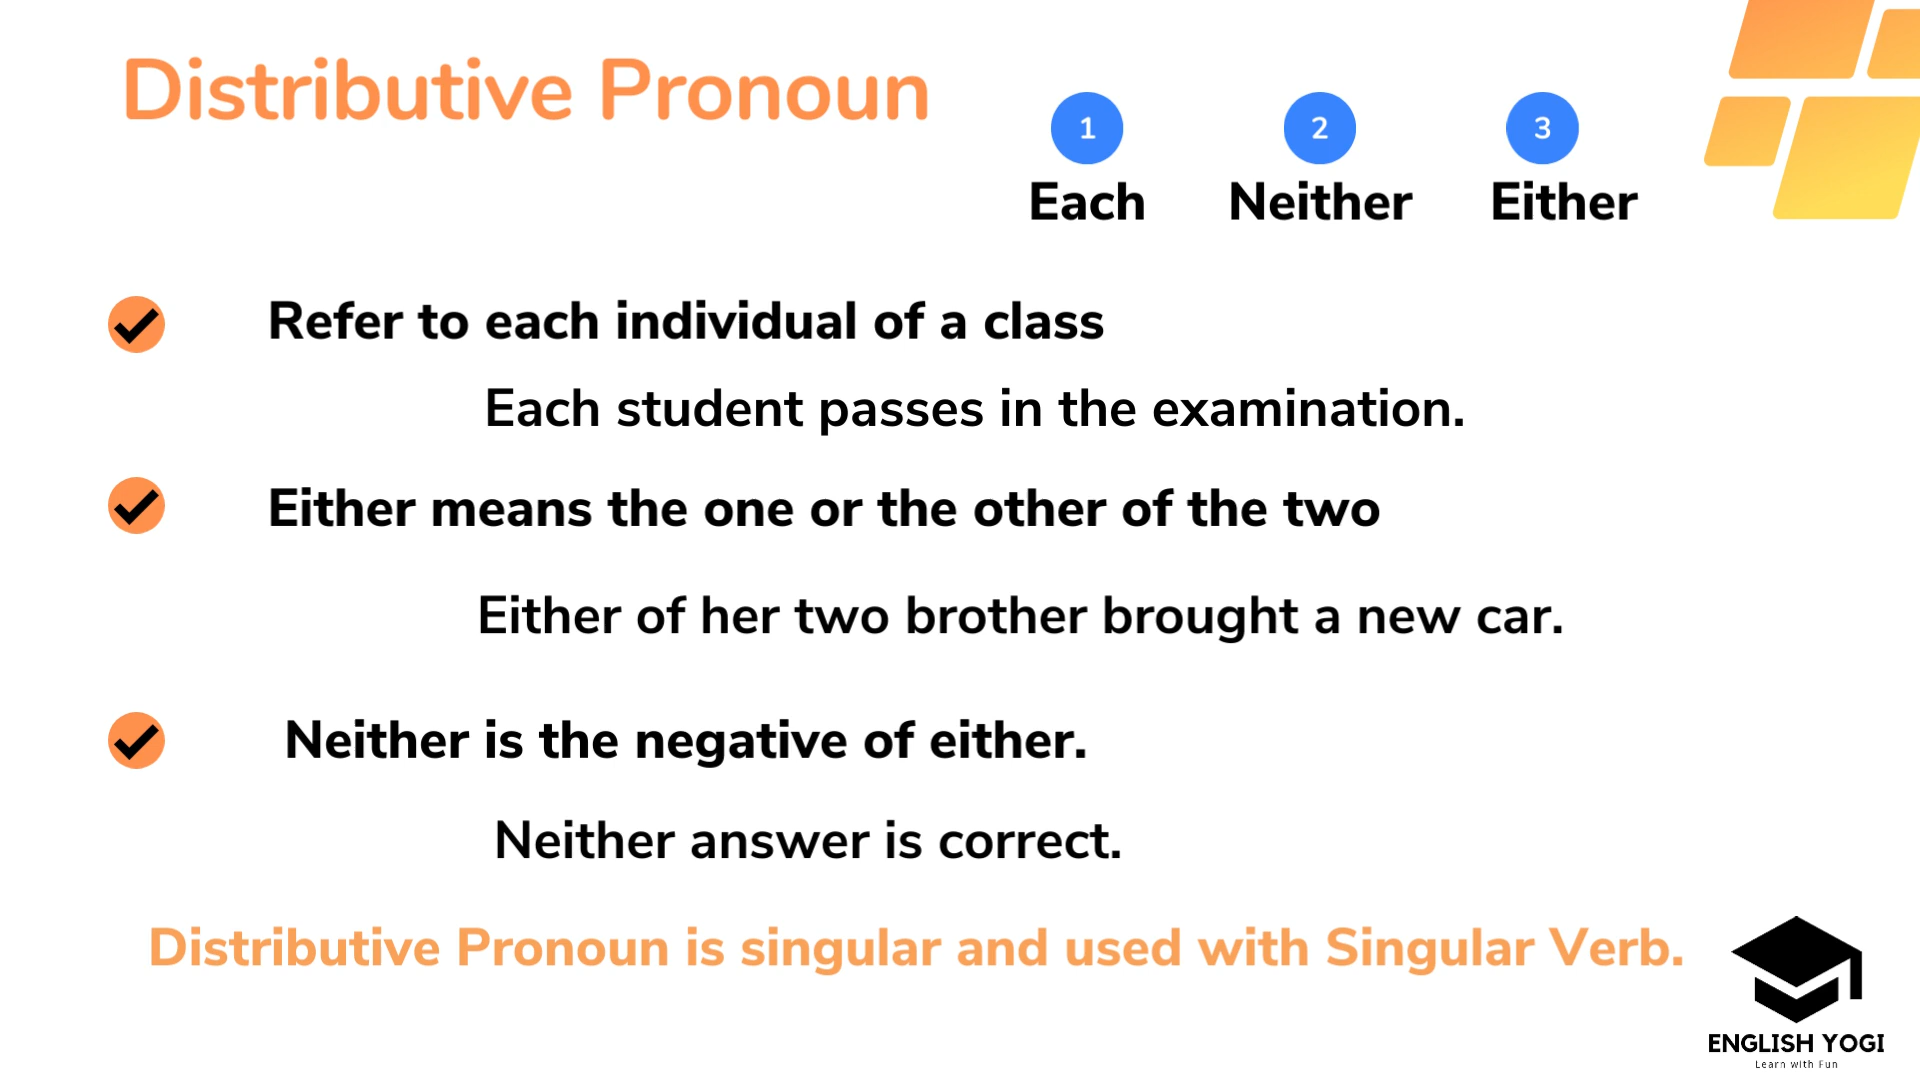 Distributive Pronoun
1
2
3
Each
Neither
Either
Refer to each individual of a class
Each student passes in the examination.
Either means the one or the other of the two
Either of her two brother brought a new car.
Neither is the negative of either.
Neither answer is correct.
Distributive Pronoun is singular and used with Singular Verb.
ENGLISH YOGI
Learn with Fun